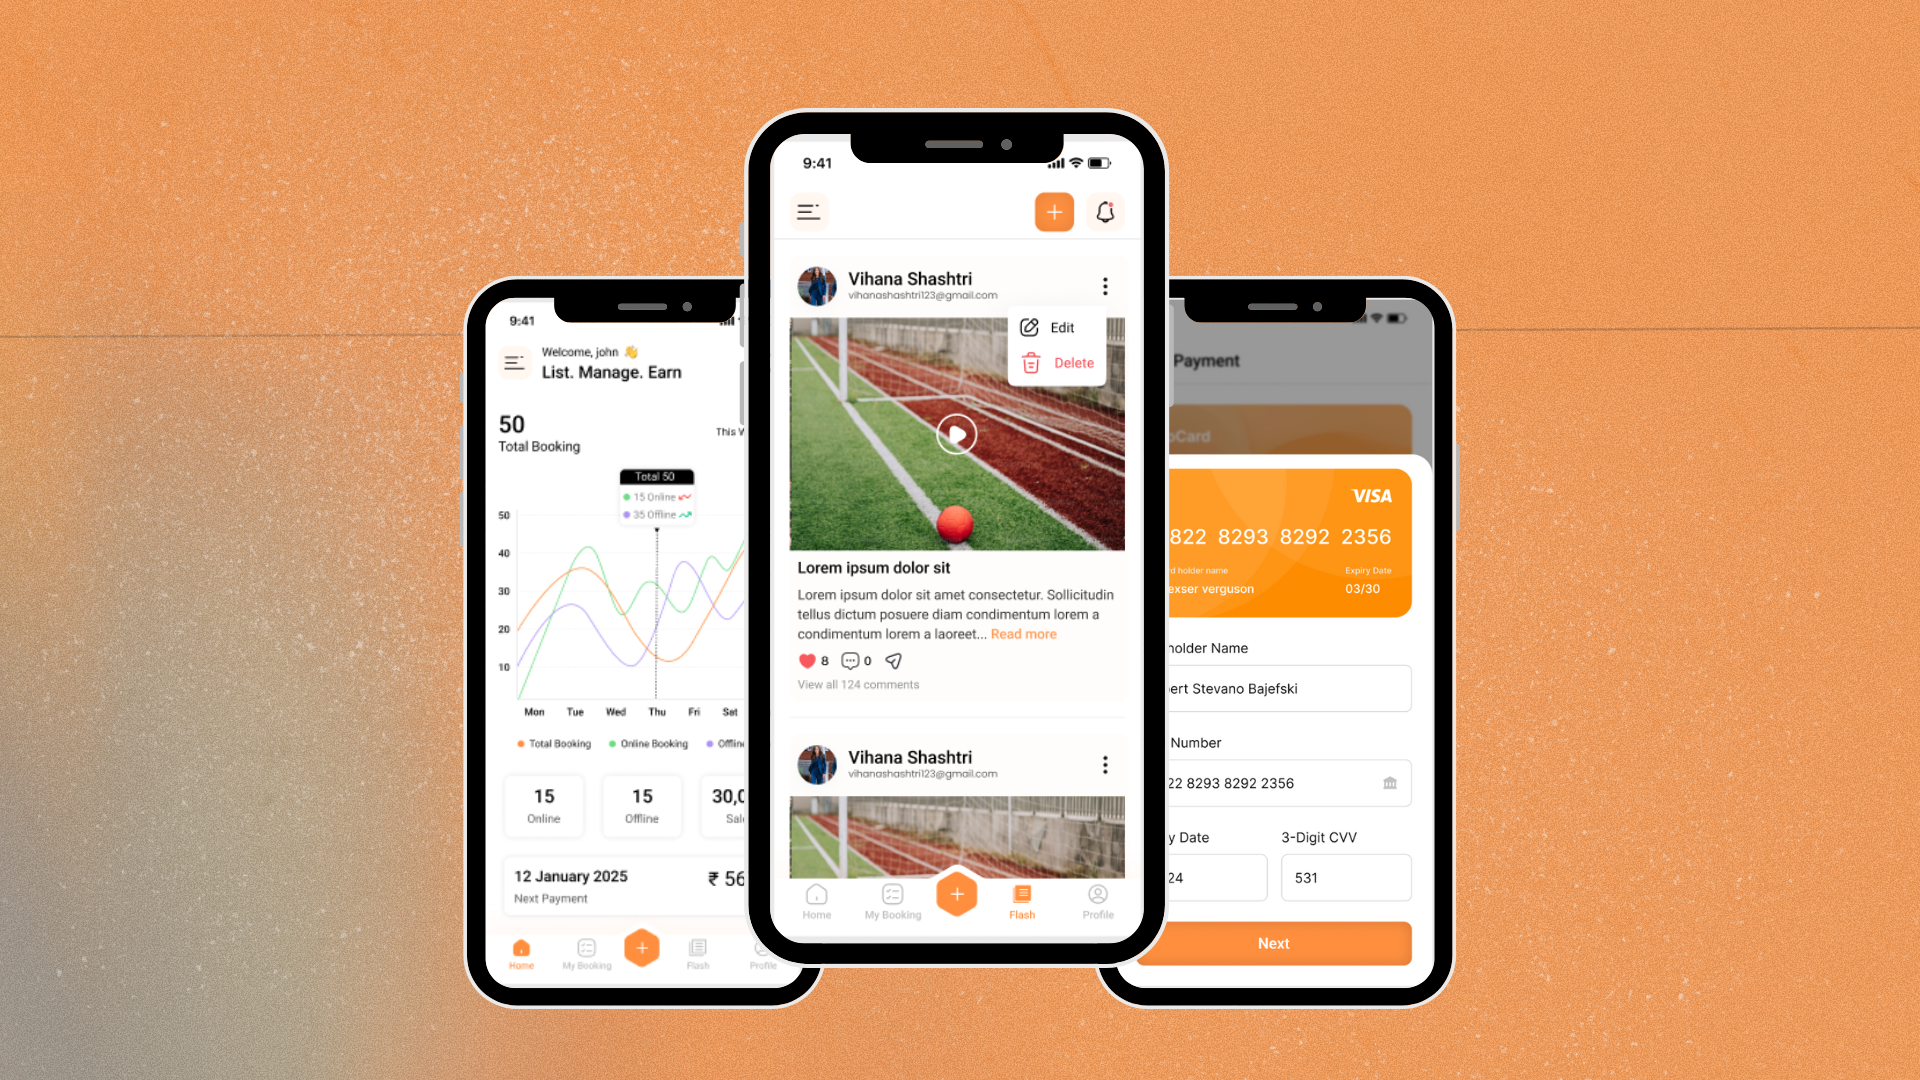 9:41
Welcome, john 👋
List. Manage. Earn
50
Total Booking
This W
Total 50
15 Online
35 Offline
50
40
30
20
10
Mon Tue Wed Thu Fri Sat
Total Booking Online Booking Offlin
15
Online
15
Offline
30,0
Sal
12 January 2025
Next Payment
₹ 56
Home My Booking Flash Profile
9:41
Vihana Shashtri
vihanashashtri123@gmail.com
Edit
Delete
Lorem ipsum dolor sit
Lorem ipsum dolor sit amet consectetur. Sollicitudin
tellus dictum posuere diam condimentum lorem a
condimentum lorem a laoreet... Read more
8 0
View all 124 comments
Vihana Shashtri
vihanashashtri123@gmail.com
Home My Booking Flash Profile
Payment
oCard
VISA
822 8293 8292 2356
rd holder name Expiry Date
exser verguson 03/30
holder Name
ert Stevano Bajefski
Number
22 8293 8292 2356
y Date 3-Digit CVV
24 531
Next